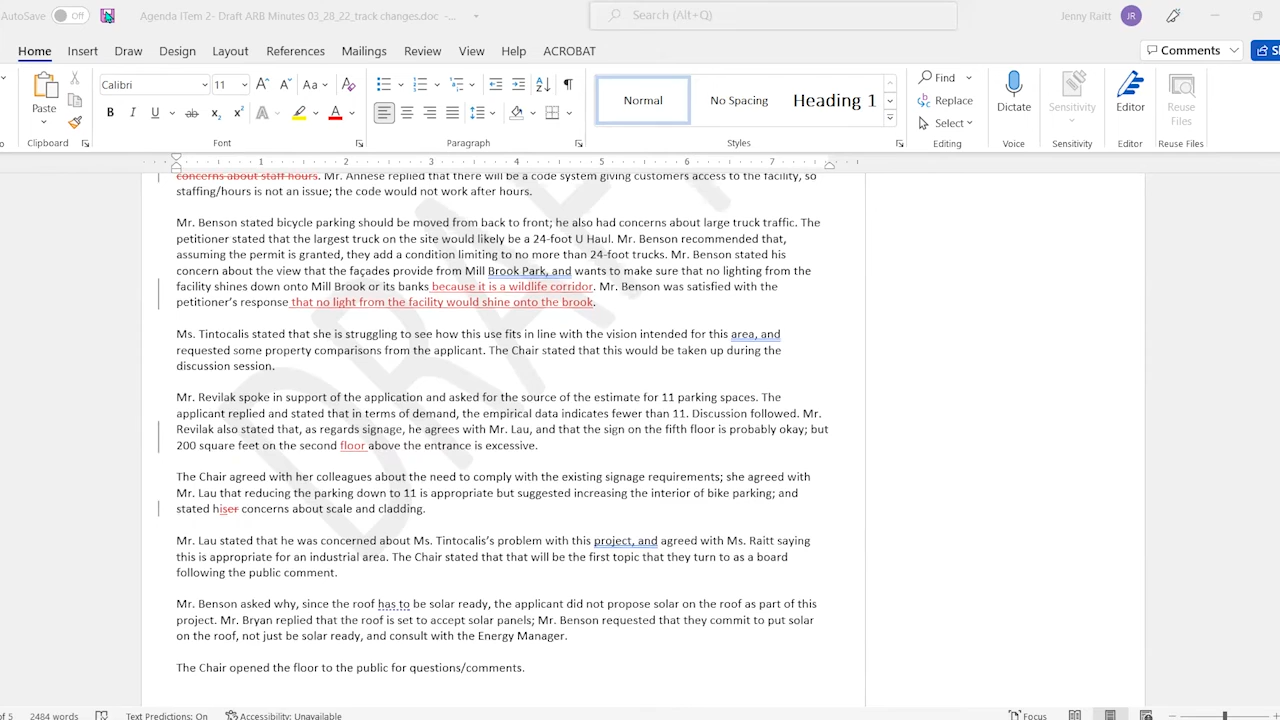 AutoSave Off Agenda ITem 2- Draft ARB Minutes 03_28_22_track changes.doc -... Search (Alt+Q) Jenny Raitt JR
Home Insert Draw Design Layout References Mailings Review View Help ACROBAT Comments
Calibri 11 Aa Normal No Spacing Heading 1 Find
Paste B I U ab x2 x2 A A Replace Dictate Sensitivity Editor Reuse Files
Select
Clipboard Font Paragraph Styles Editing Voice Sensitivity Editor Reuse Files
1 2 3 4 5 6 7
DRAFT
concerns about staff hours. Mr. Annese replied that there will be a code system giving customers access to the facility, so
staffing/hours is not an issue; the code would not work after hours.
Mr. Benson stated bicycle parking should be moved from back to front; he also had concerns about large truck traffic. The
petitioner stated that the largest truck on the site would likely be a 24-foot U Haul. Mr. Benson recommended that,
assuming the permit is granted, they add a condition limiting to no more than 24-foot trucks. Mr. Benson stated his
concern about the view that the façades provide from Mill Brook Park, and wants to make sure that no lighting from the
facility shines down onto Mill Brook or its banks because it is a wildlife corridor. Mr. Benson was satisfied with the
petitioner’s response that no light from the facility would shine onto the brook.
Ms. Tintocalis stated that she is struggling to see how this use fits in line with the vision intended for this area, and
requested some property comparisons from the applicant. The Chair stated that this would be taken up during the
discussion session.
Mr. Revilak spoke in support of the application and asked for the source of the estimate for 11 parking spaces. The
applicant replied and stated that in terms of demand, the empirical data indicates fewer than 11. Discussion followed. Mr.
Revilak also stated that, as regards signage, he agrees with Mr. Lau, and that the sign on the fifth floor is probably okay; but
200 square feet on the second floor above the entrance is excessive.
The Chair agreed with her colleagues about the need to comply with the existing signage requirements; she agreed with
Mr. Lau that reducing the parking down to 11 is appropriate but suggested increasing the interior of bike parking; and
stated hiser concerns about scale and cladding.
Mr. Lau stated that he was concerned about Ms. Tintocalis’s problem with this project, and agreed with Ms. Raitt saying
this is appropriate for an industrial area. The Chair stated that that will be the first topic that they turn to as a board
following the public comment.
Mr. Benson asked why, since the roof has to be solar ready, the applicant did not propose solar on the roof as part of this
project. Mr. Bryan replied that the roof is set to accept solar panels; Mr. Benson requested that they commit to put solar
on the roof, not just be solar ready, and consult with the Energy Manager.
The Chair opened the floor to the public for questions/comments.
of 5 2484 words Text Predictions: On Accessibility: Unavailable Focus